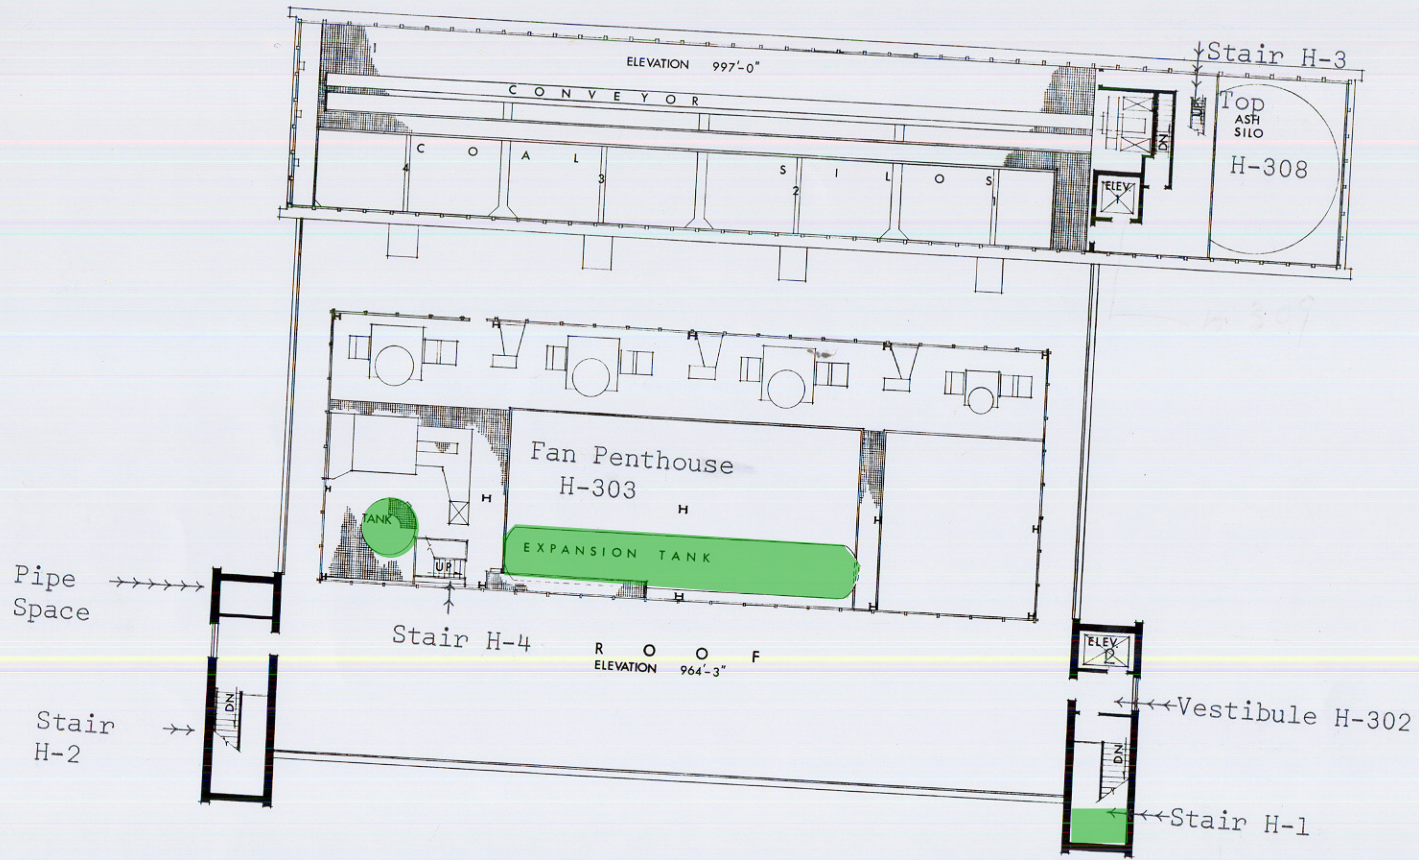 Stair H-3
ELEVATION 997'-0"
CONVEYOR
UP
Top
ASH
SILO
H-308
DN
ELEV.
1
COAL SILOS
4
3
2
1
Fan Penthouse
H-303
TANK
EXPANSION TANK
UP
Pipe
Space
Stair H-4
ROOF
ELEVATION 964'-3"
ELEV.
2
DN
Vestibule H-302
Stair
H-2
DN
Stair H-1